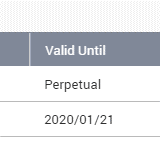 Valid Until
Perpetual
2020/01/21